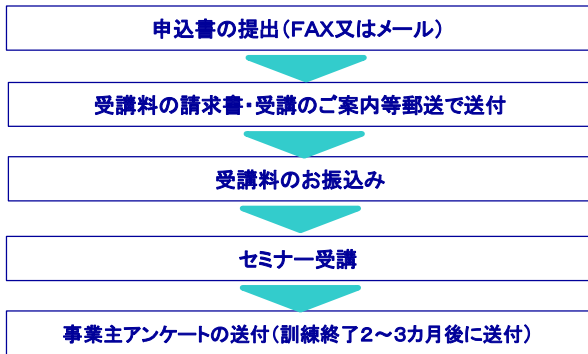 申込書の提出（FAX又はメール）
受講料の請求書・受講のご案内等郵送で送付
受講料のお振込み
セミナー受講
事業主アンケートの送付（訓練終了２～３カ月後に送付）